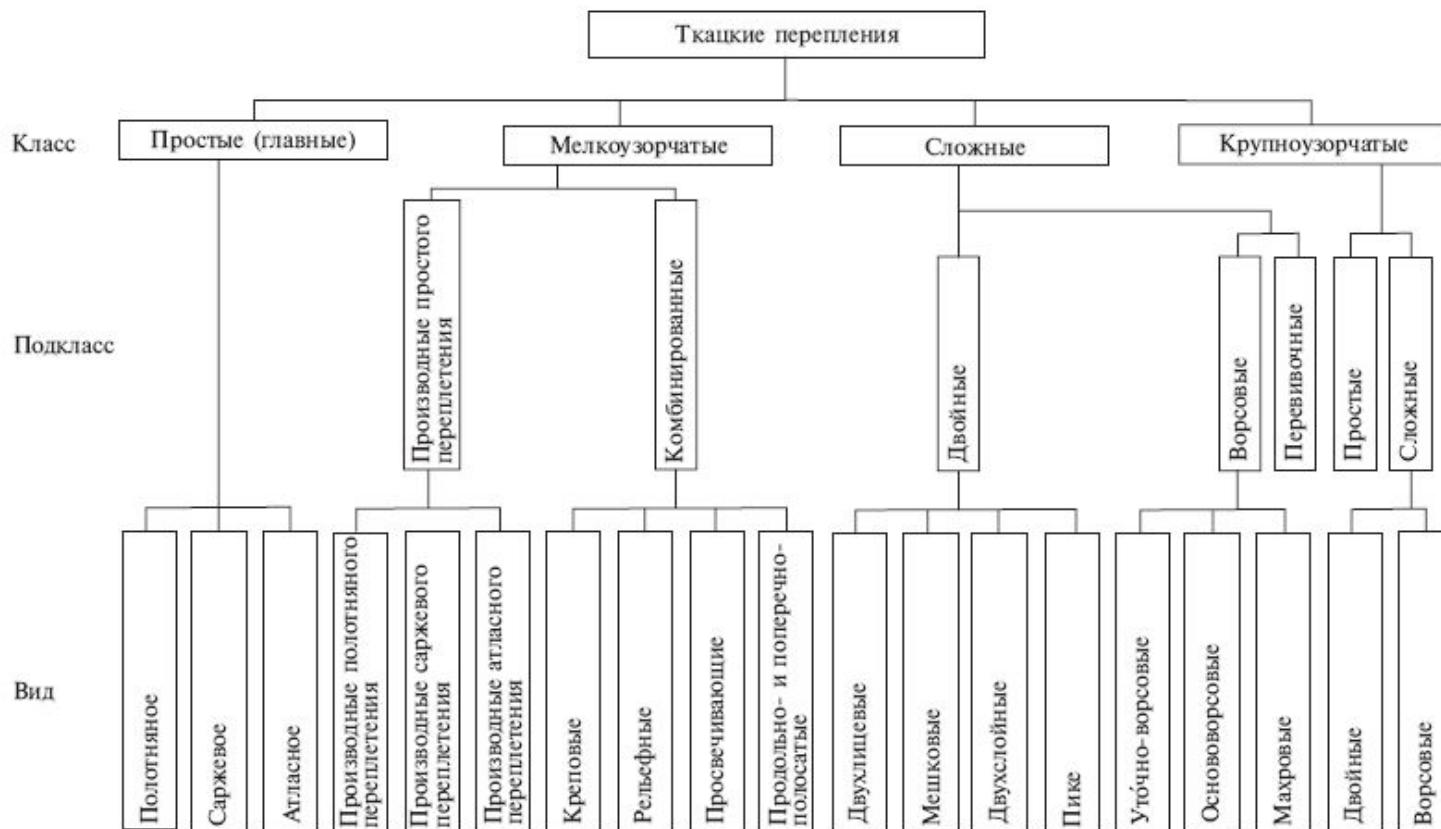 Ткацкие перепления
Класс
Простые (главные)
Мелкоузорчатые
Сложные
Крупноузорчатые
Подкласс
Производные простого
переплетения
Комбинированные
Двойные
Ворсовые
Перевивочные
Простые
Сложные
Вид
Полотняное
Саржевое
Атласное
Производные полотняного
переплетения
Производные саржевого
переплетения
Производные атласного
переплетения
Креповые
Рельефные
Просвечивающие
Продольно- и поперечно-
полосатые
Двухлицевые
Мешковые
Двухслойные
Пике
Уто́чно-ворсовые
Основоворсовые
Махровые
Двойные
Ворсовые